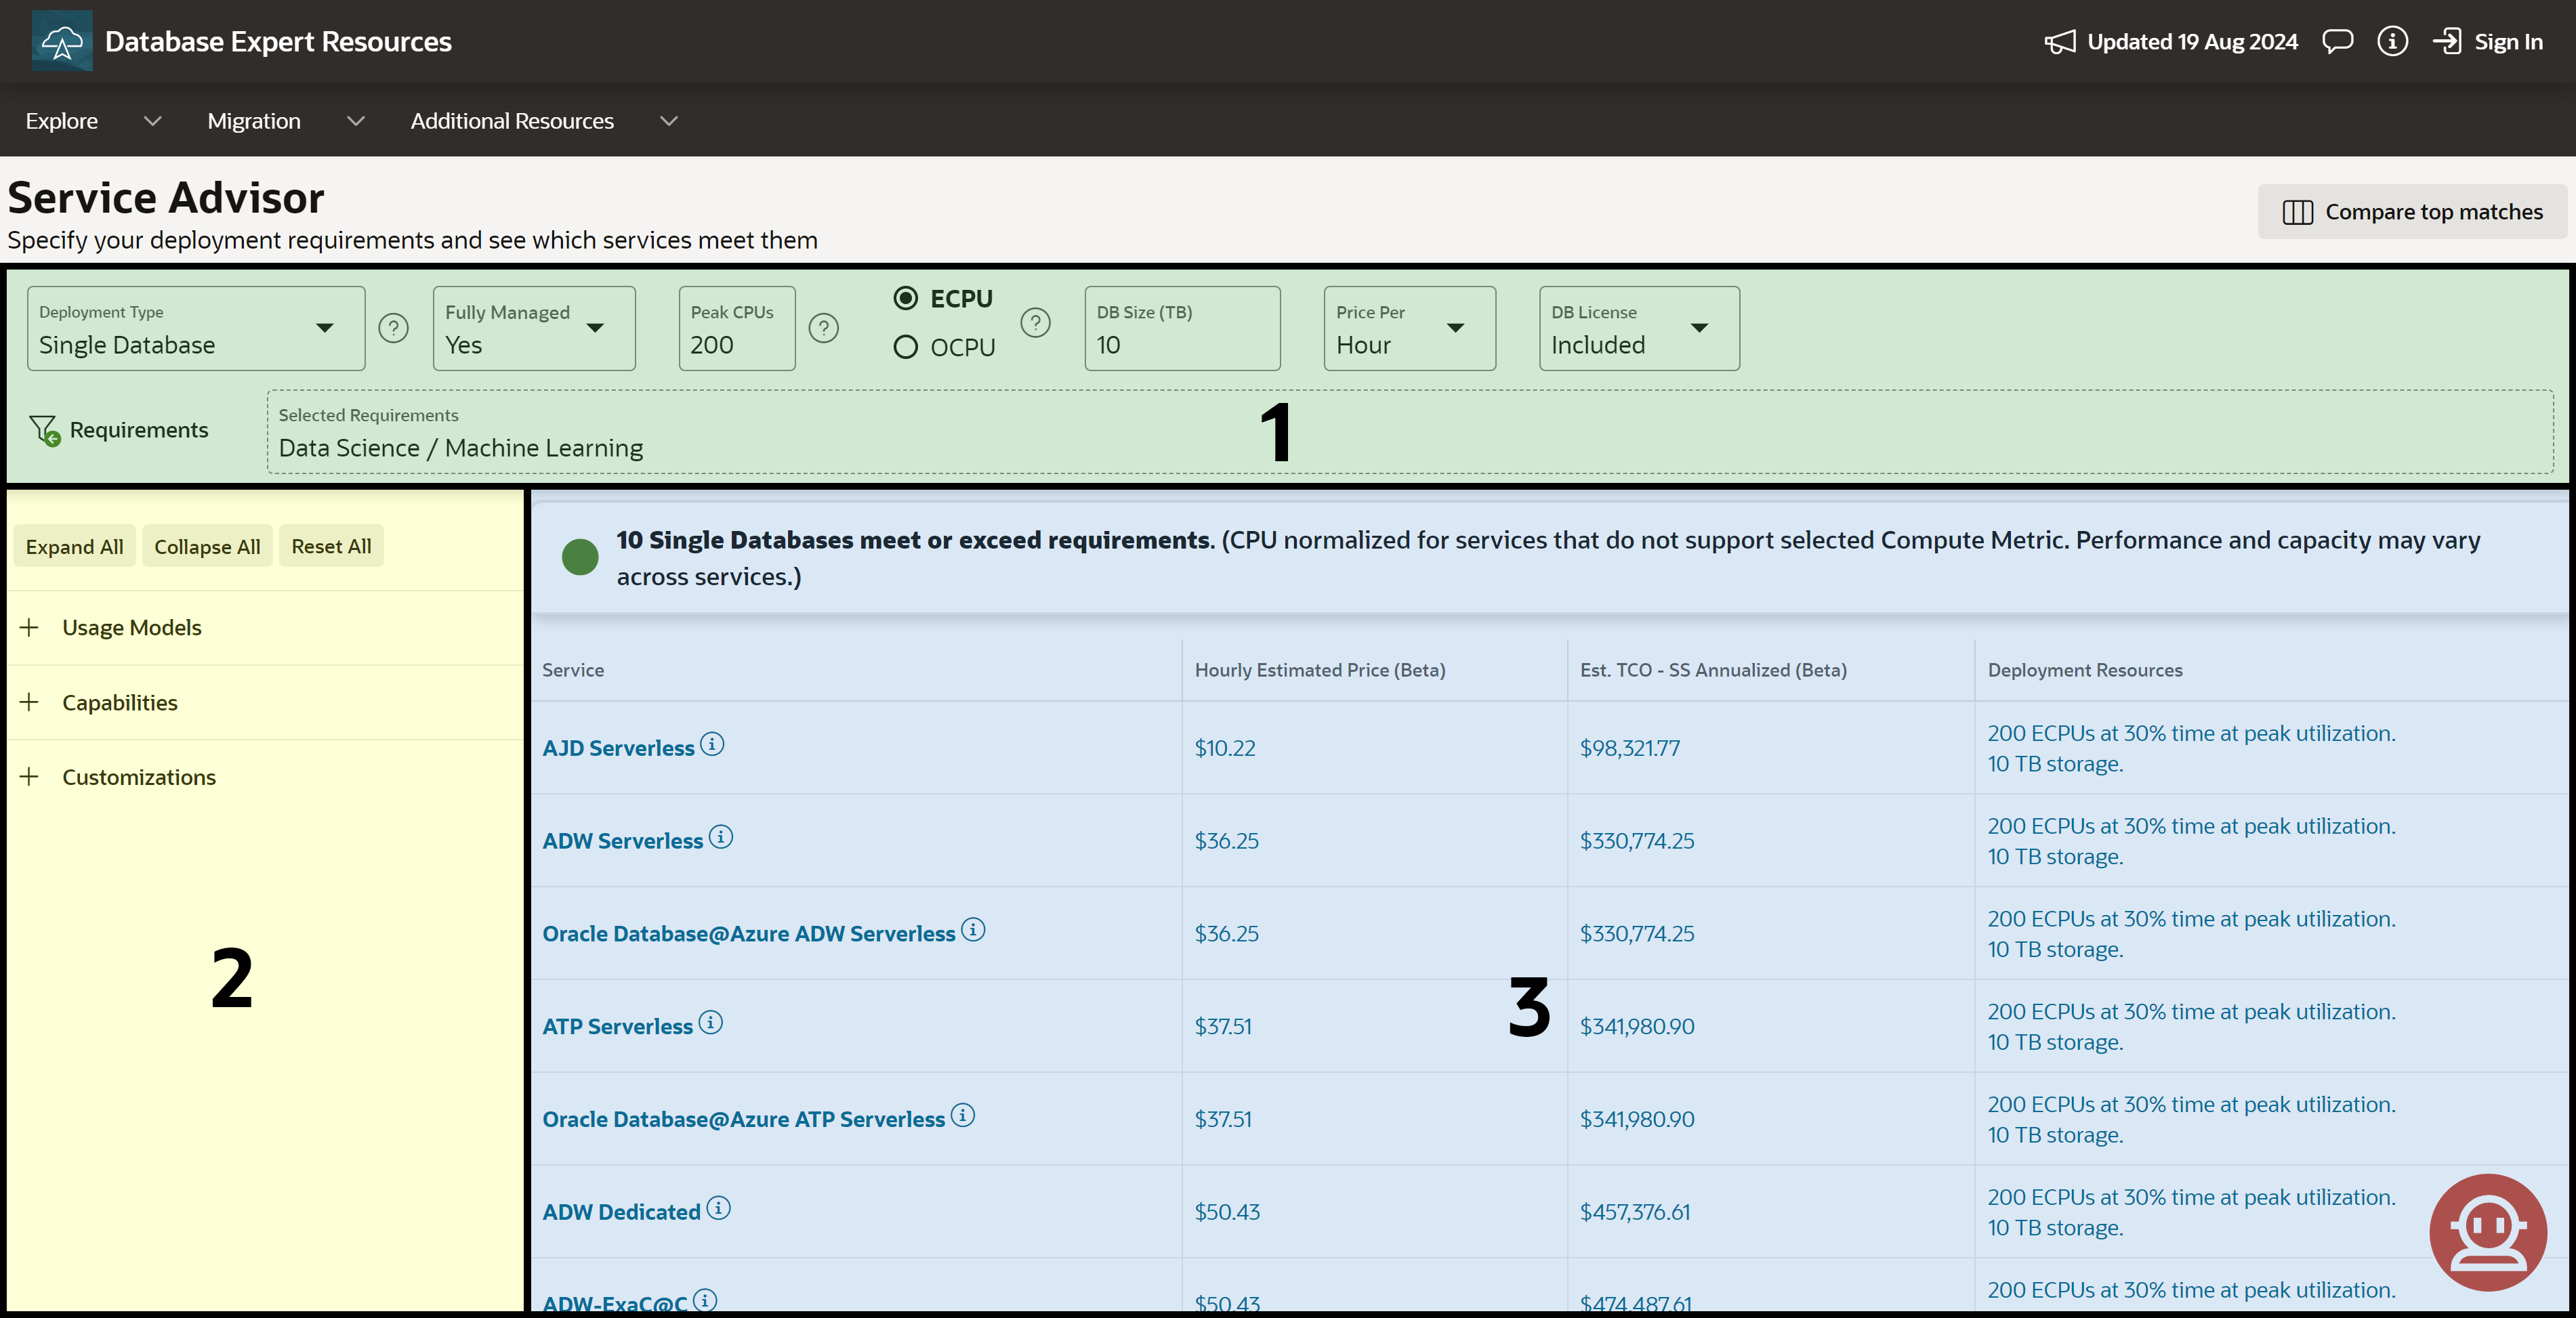 Database Expert Resources
Updated 19 Aug 2024
Sign In
Explore
Migration
Additional Resources
Service Advisor
Specify your deployment requirements and see which services meet them
Compare top matches
Deployment Type
Single Database
Fully Managed
Yes
Peak CPUs
200
ECPU
OCPU
DB Size (TB)
10
Price Per
Hour
DB License
Included
Requirements
Selected Requirements
Data Science / Machine Learning
1
Expand All
Collapse All
Reset All
Usage Models
Capabilities
Customizations
2
10 Single Databases meet or exceed requirements. (CPU normalized for services that do not support selected Compute Metric. Performance and capacity may vary
across services.)
Service
Hourly Estimated Price (Beta)
Est. TCO - SS Annualized (Beta)
Deployment Resources
AJD Serverless
$10.22
$98,321.77
200 ECPUs at 30% time at peak utilization.
10 TB storage.
ADW Serverless
$36.25
$330,774.25
200 ECPUs at 30% time at peak utilization.
10 TB storage.
Oracle Database@Azure ADW Serverless
$36.25
$330,774.25
200 ECPUs at 30% time at peak utilization.
10 TB storage.
3
ATP Serverless
$37.51
$341,980.90
200 ECPUs at 30% time at peak utilization.
10 TB storage.
Oracle Database@Azure ATP Serverless
$37.51
$341,980.90
200 ECPUs at 30% time at peak utilization.
10 TB storage.
ADW Dedicated
$50.43
$457,376.61
200 ECPUs at 30% time at peak utilization.
10 TB storage.
ADW-ExaC@C
$50.43
$474,487.61
200 ECPUs at 30% time at peak utilization.